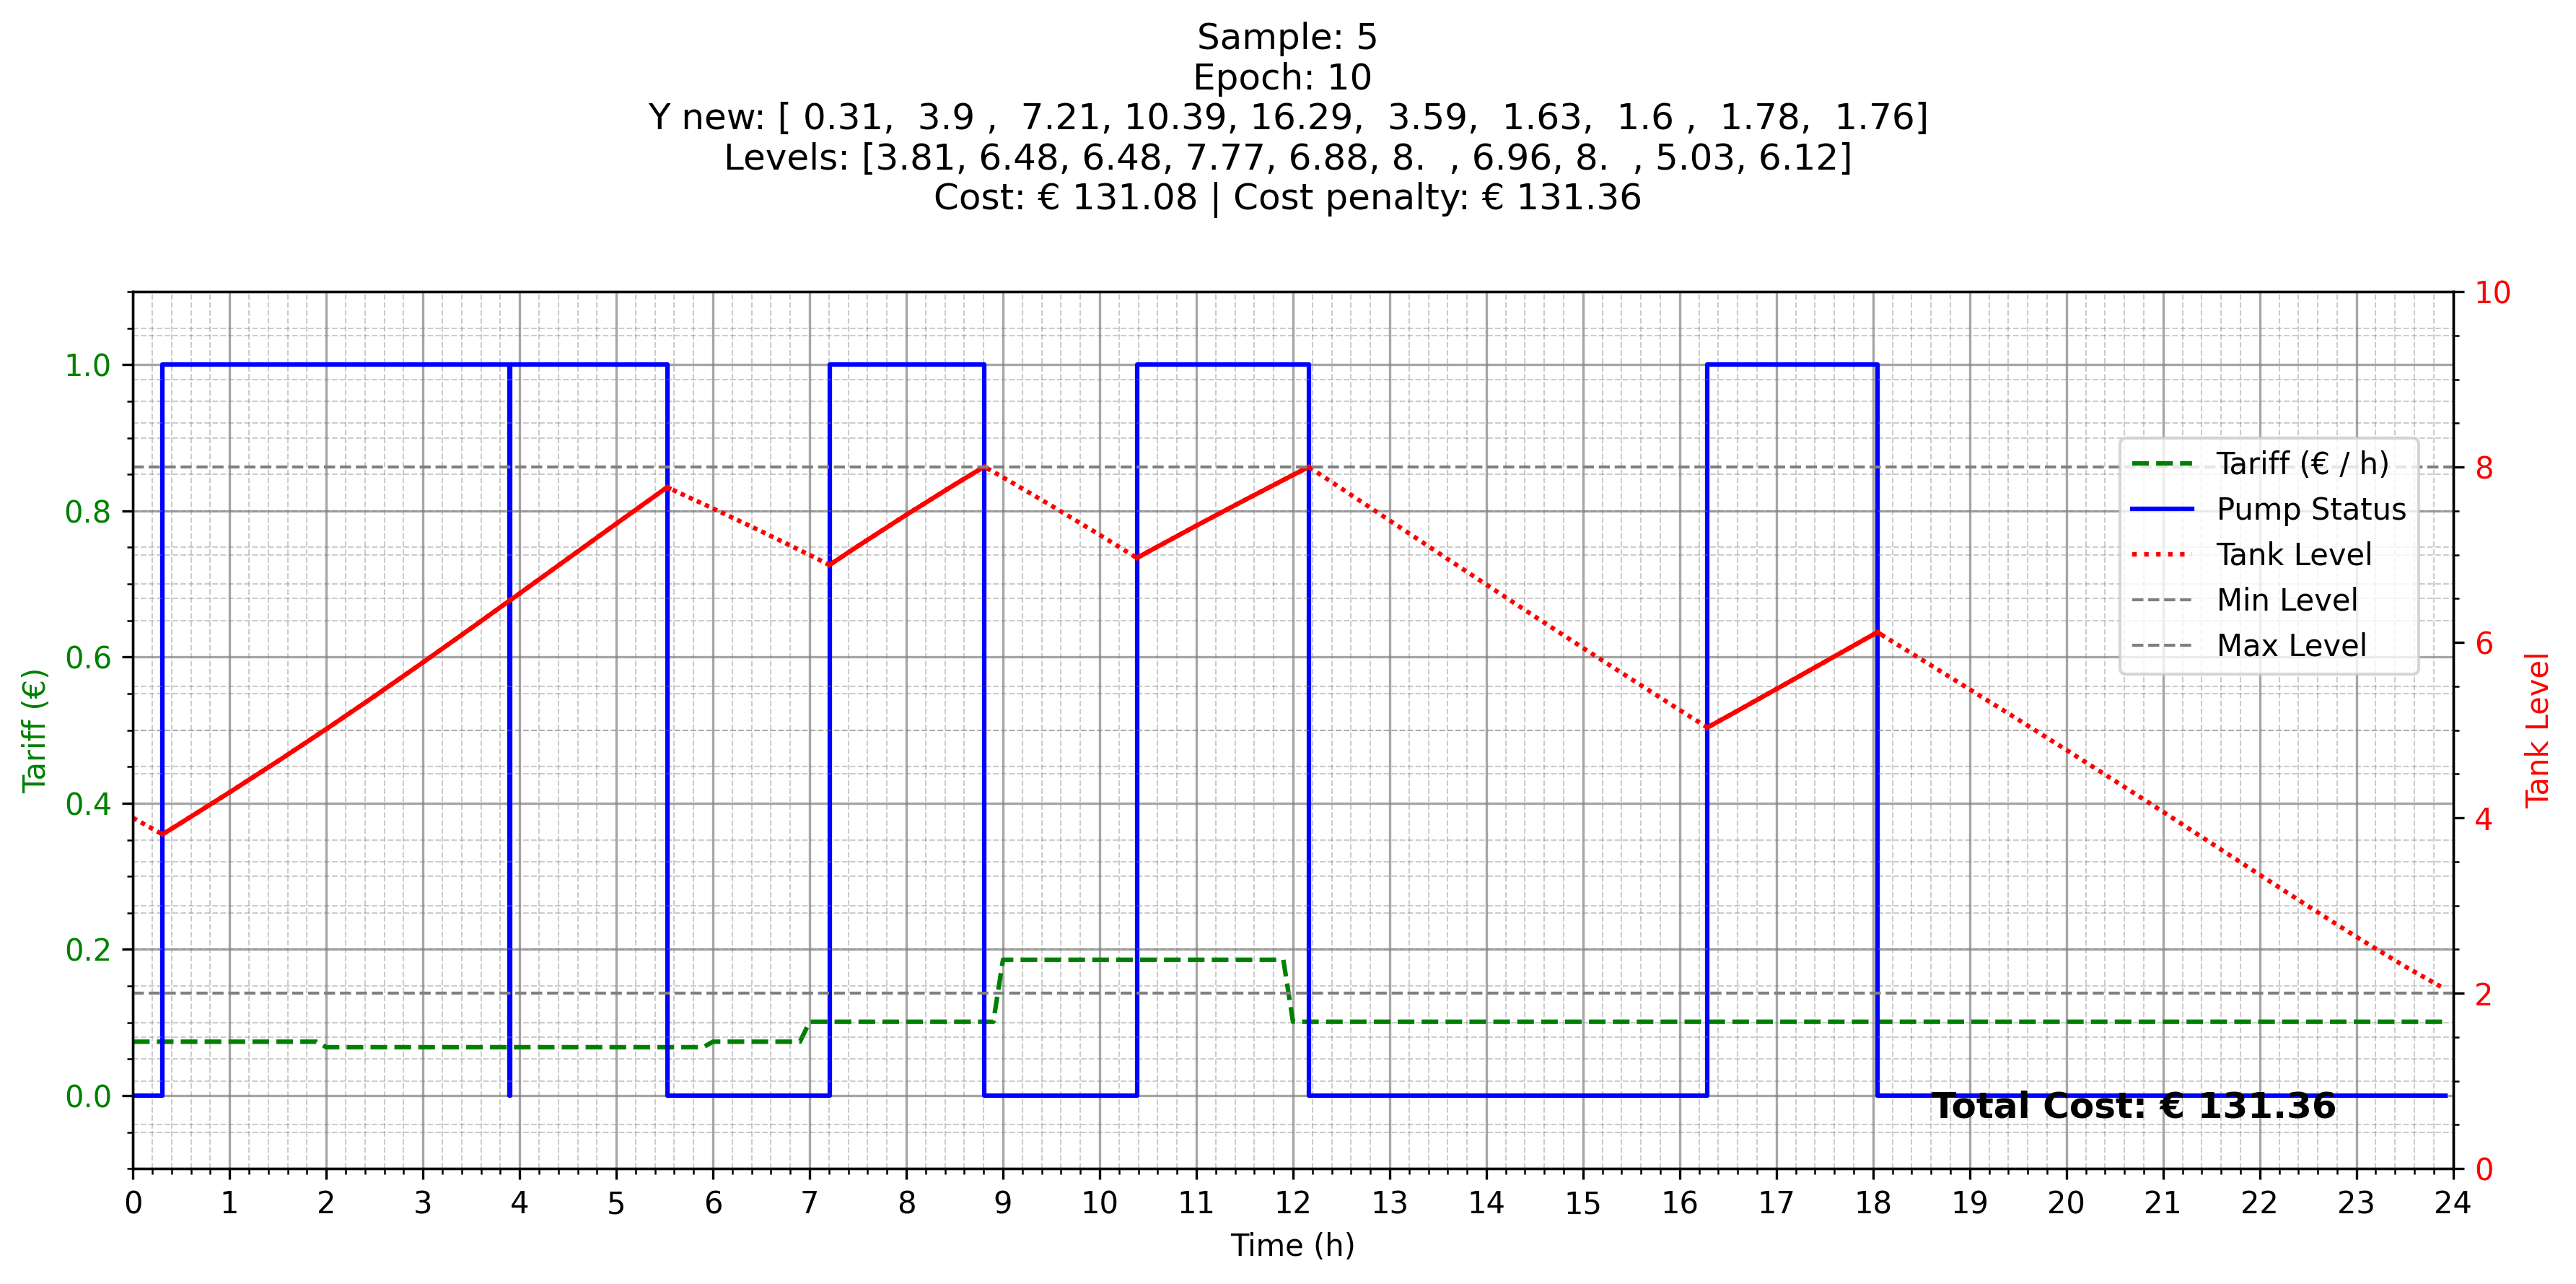 Sample: 5
Epoch: 10
Y new: [ 0.31,  3.9 ,  7.21, 10.39, 16.29,  3.59,  1.63,  1.6 ,  1.78,  1.76]
Levels: [3.81, 6.48, 6.48, 7.77, 6.88, 8.  , 6.96, 8.  , 5.03, 6.12]
Cost: € 131.08 | Cost penalty: € 131.36
1.0
0.8
0.6
0.4
0.2
0.0
Tariff (€)
10
8
6
4
2
0
Tank Level
Tariff (€ / h)
Pump Status
Tank Level
Min Level
Max Level
Total Cost: € 131.36
0 1 2 3 4 5 6 7 8 9 10 11 12 13 14 15 16 17 18 19 20 21 22 23 24
Time (h)